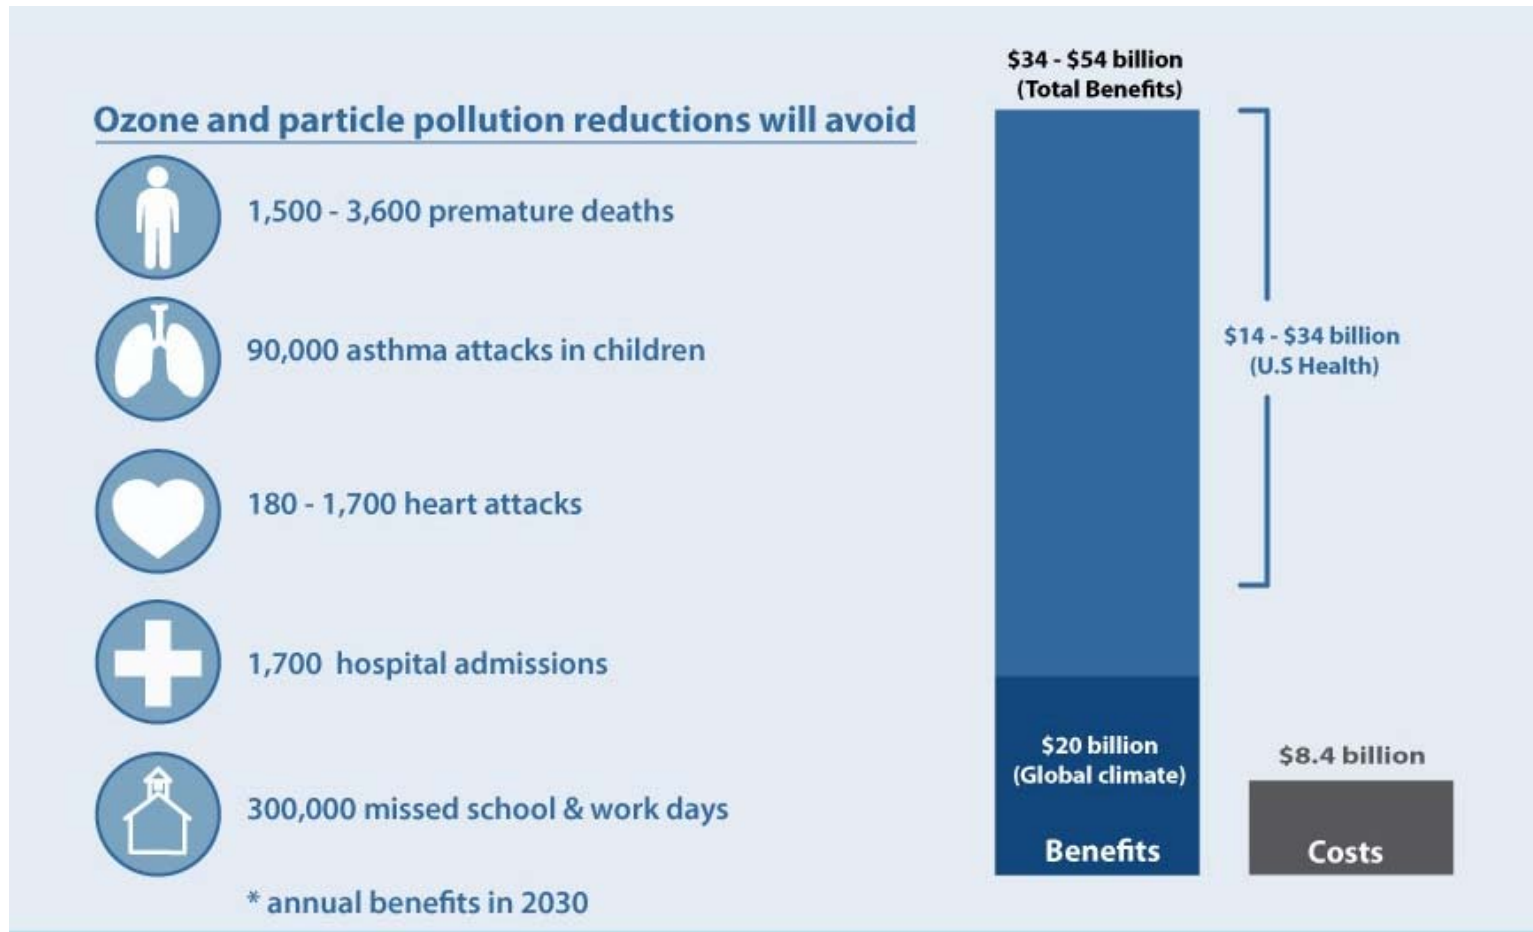 Ozone and particle pollution reductions will avoid
1,500 - 3,600 premature deaths
90,000 asthma attacks in children
180 - 1,700 heart attacks
1,700 hospital admissions
300,000 missed school & work days
* annual benefits in 2030
$34 - $54 billion
(Total Benefits)
$14 - $34 billion
(U.S Health)
$20 billion
(Global climate)
Benefits
$8.4 billion
Costs